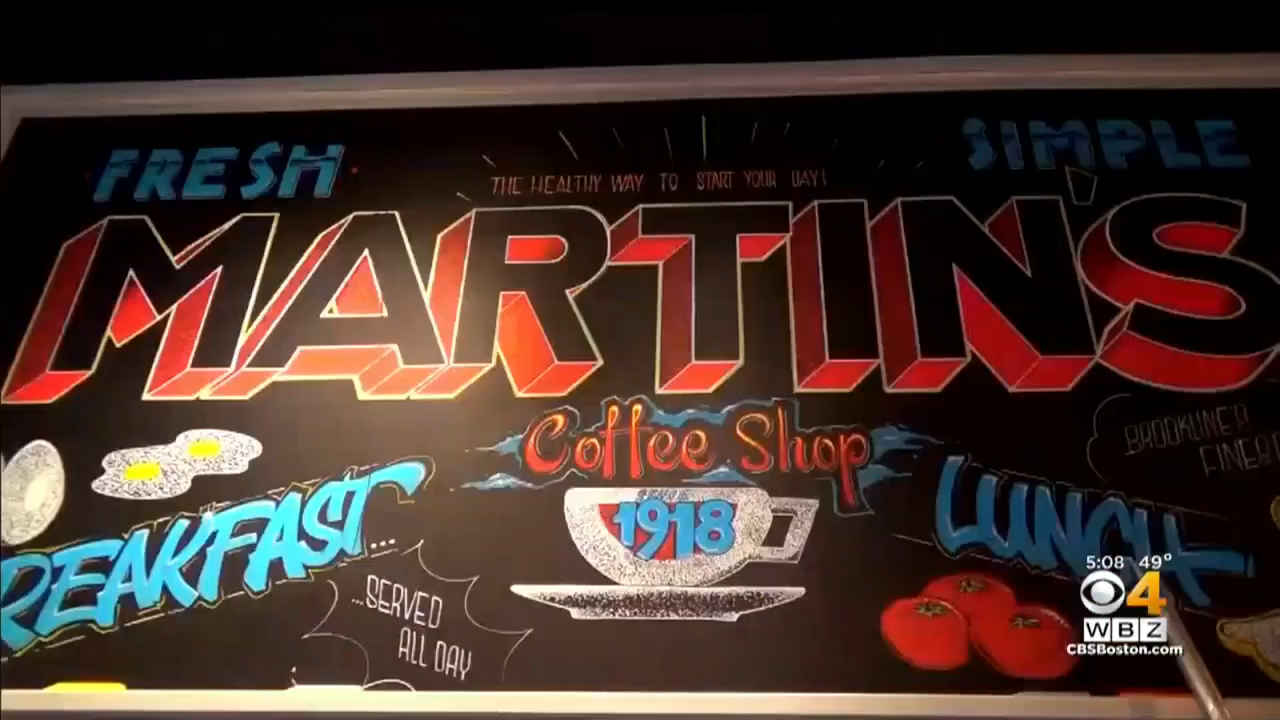 FRESH
SIMPLE
THE HEALTHY WAY TO START YOUR DAY!
MARTIN'S
Coffee Shop
BROOKLINE'S
1918
REAKFAST...
LUNCH
...SERVED
ALL DAY
5:08 49°
4
WBZ
CBSBoston.com